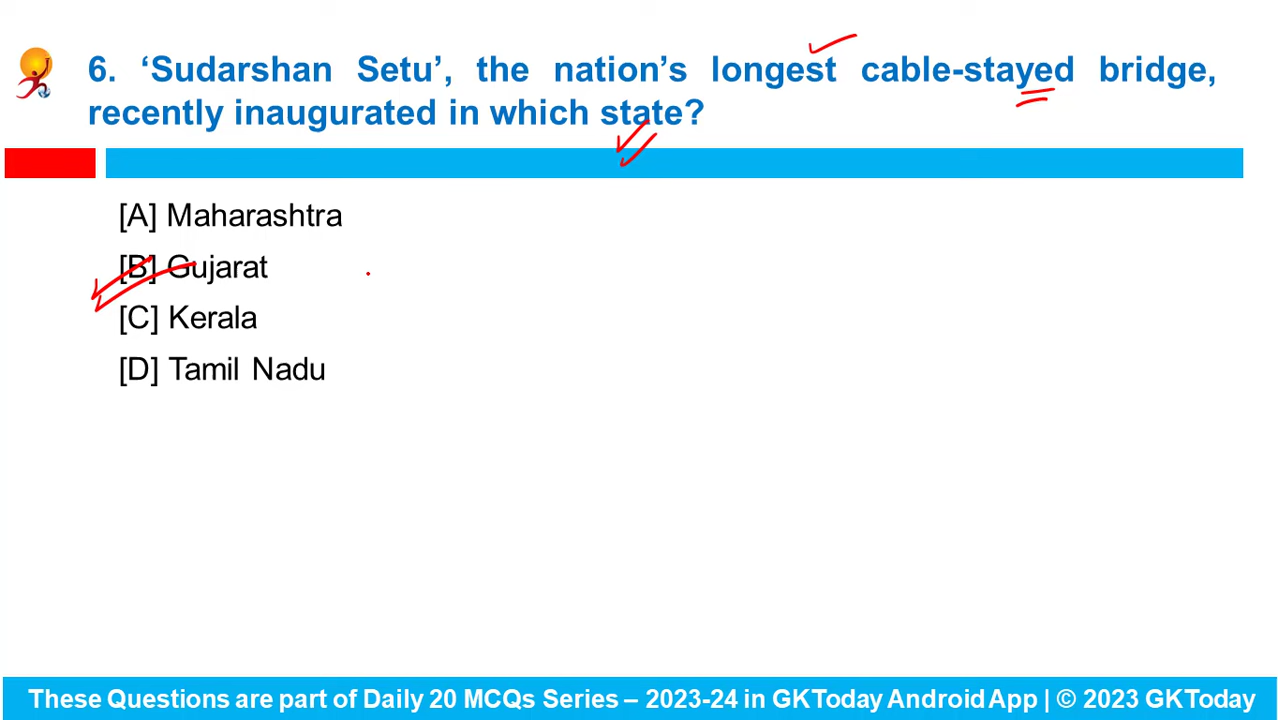 6. ‘Sudarshan Setu’, the nation’s longest cable-stayed bridge,
recently inaugurated in which state?
[A] Maharashtra
[B] Gujarat
[C] Kerala
[D] Tamil Nadu
These Questions are part of Daily 20 MCQs Series – 2023-24 in GKToday Android App | © 2023 GKToday